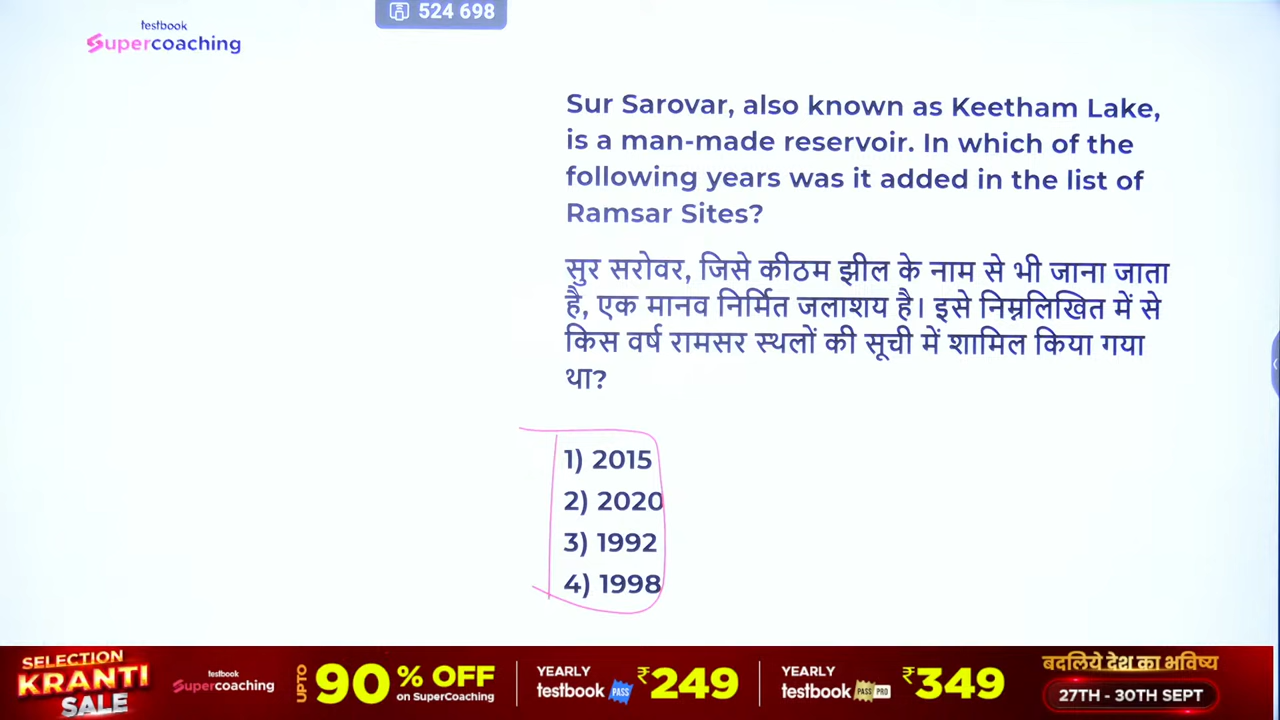 524 698
testbook
Supercoaching
Sur Sarovar, also known as Keetham Lake,
is a man-made reservoir. In which of the
following years was it added in the list of
Ramsar Sites?
सुर सरोवर, जिसे कीठम झील के नाम से भी जाना जाता
है, एक मानव निर्मित जलाशय है। इसे निम्नलिखित में से
किस वर्ष रामसर स्थलों की सूची में शामिल किया गया
था?
1) 2015
2) 2020
3) 1992
4) 1998
SELECTION
KRANTI
SALE
testbook
Supercoaching
UPTO
90% OFF
on SuperCoaching
YEARLY
testbook PASS
₹249
YEARLY
testbook PASS PRO
₹349
बदलिये देश का भविष्य
27TH - 30TH SEPT